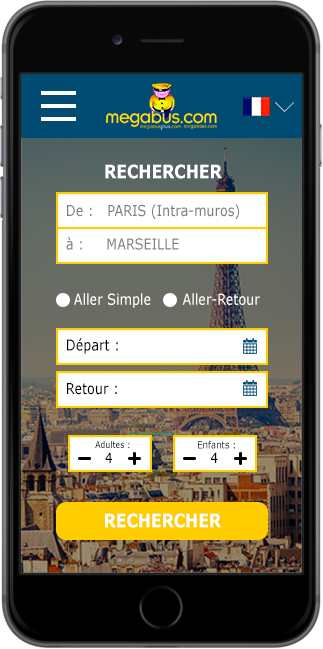 megabus.com
megabusplus.com megatrain.com
RECHERCHER
De : PARIS (Intra-muros)
à : MARSEILLE
Aller Simple Aller-Retour
Départ :
Retour :
Adultes : Enfants :
− 4 + − 4 +
RECHERCHER